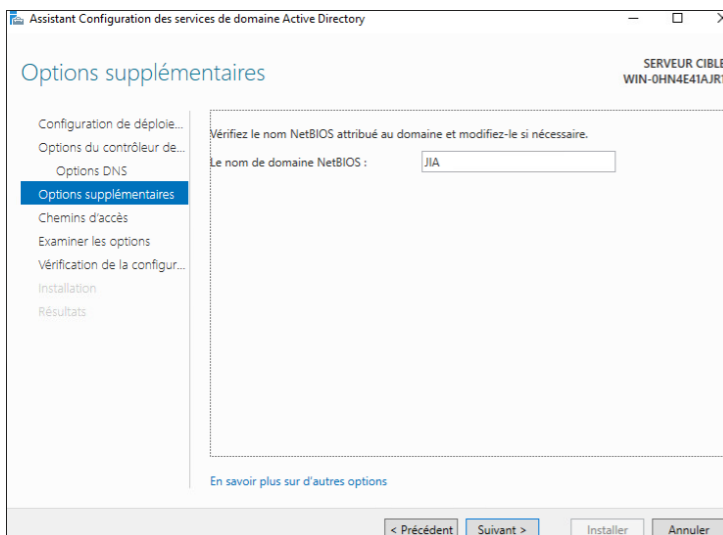 Assistant Configuration des services de domaine Active Directory
Options supplémentaires
SERVEUR CIBLE
WIN-0HN4E41AJR1
Configuration de déploie...
Options du contrôleur de...
Options DNS
Options supplémentaires
Chemins d'accès
Examiner les options
Vérification de la configur...
Installation
Résultats
Vérifiez le nom NetBIOS attribué au domaine et modifiez-le si nécessaire.
Le nom de domaine NetBIOS : JIA
En savoir plus sur d'autres options
< Précédent Suivant > Installer Annuler